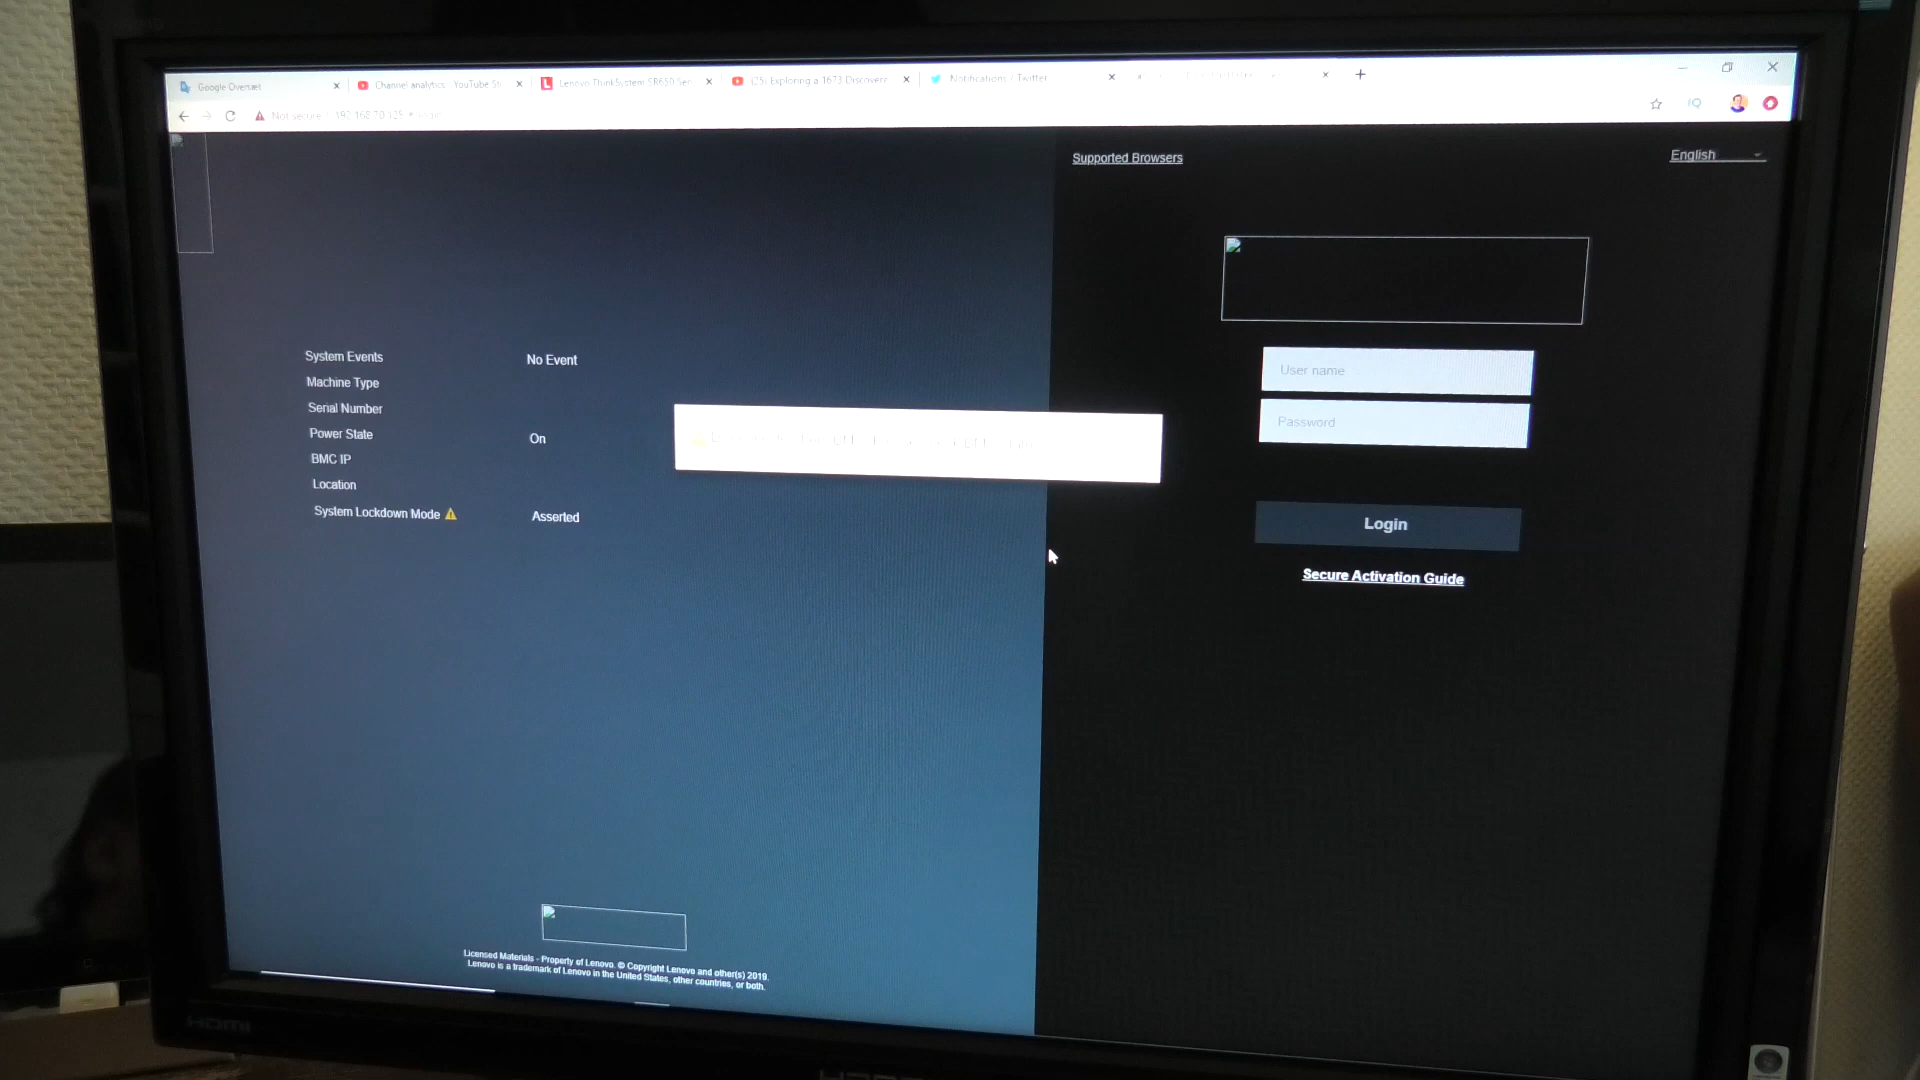 Google Oversæt
Channel analytics - YouTube St
Lenovo ThinkSystem SR650 Ser
(25) Exploring a 1673 Discovere
Notifications / Twitter
Not secure
Supported Browsers
English
System Events No Event
Machine Type
Serial Number
Power State On
BMC IP
Location
System Lockdown Mode Asserted
User name
Password
Login
Secure Activation Guide
Licensed Materials - Property of Lenovo. © Copyright Lenovo and other(s) 2019.
Lenovo is a trademark of Lenovo in the United States, other countries, or both.
HDMI